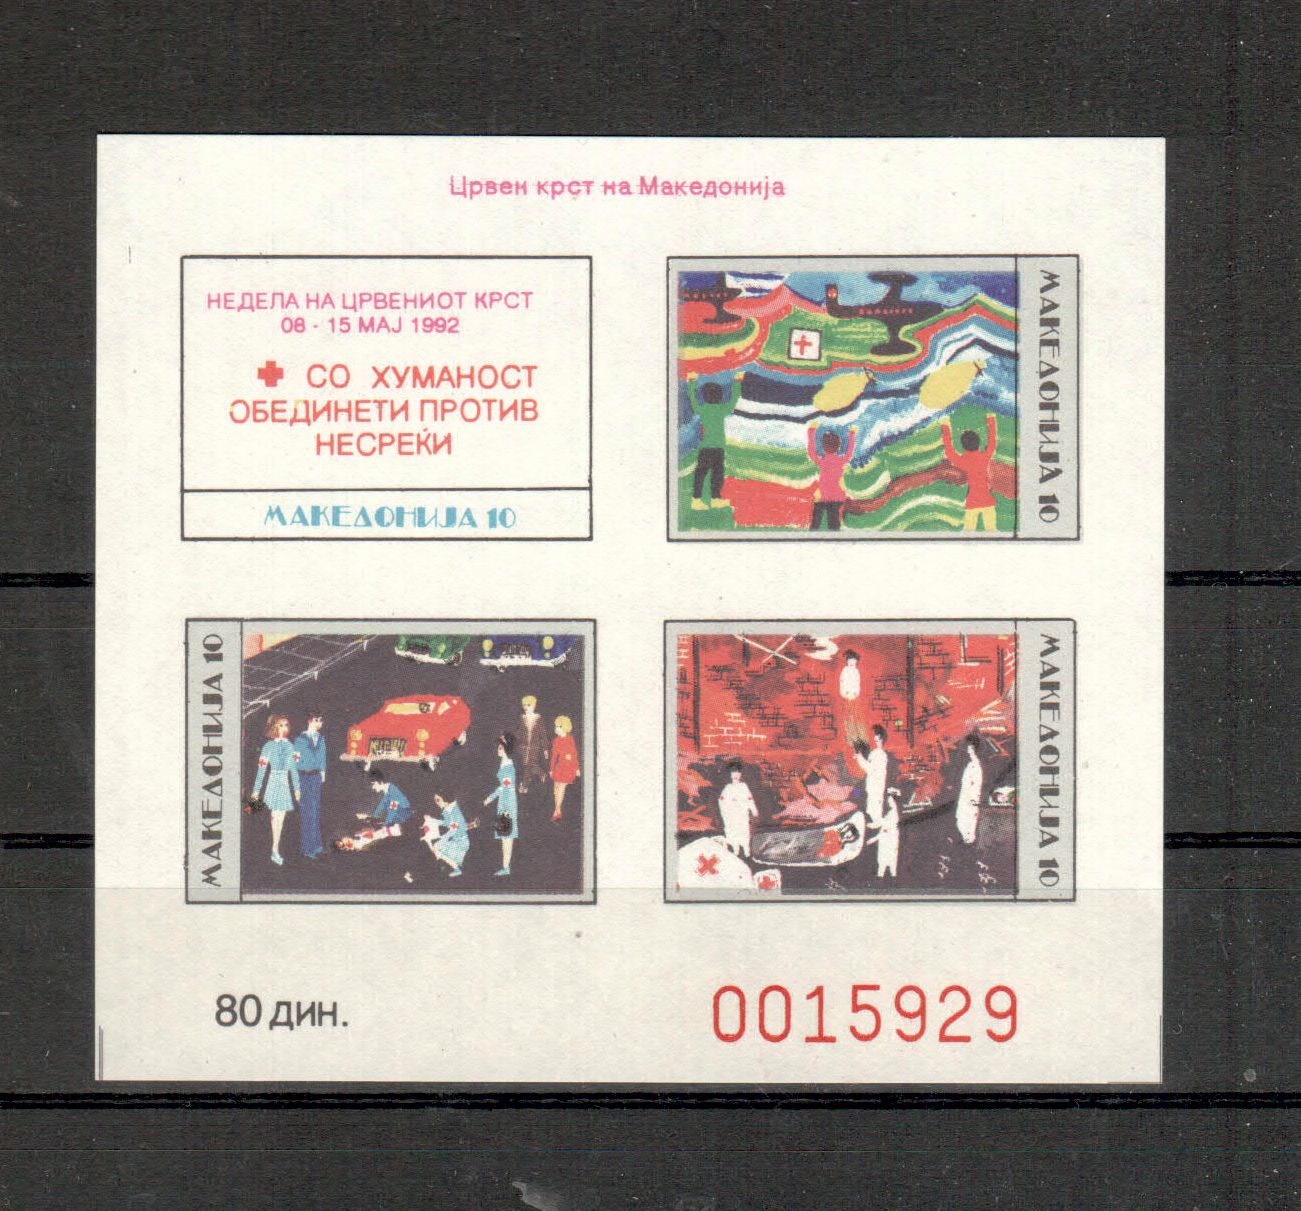 Црвен крст на Македонија
НЕДЕЛА НА ЦРВЕНИОТ КРСТ
08 - 15 МАЈ 1992
СО ХУМАНОСТ
ОБЕДИНЕТИ ПРОТИВ
НЕСРЕЌИ
МАКЕДОНИЈА 10
МАКЕДОНИЈА 10
МАКЕДОНИЈА 10
МАКЕДОНИЈА 10
80 ДИН.
0015929